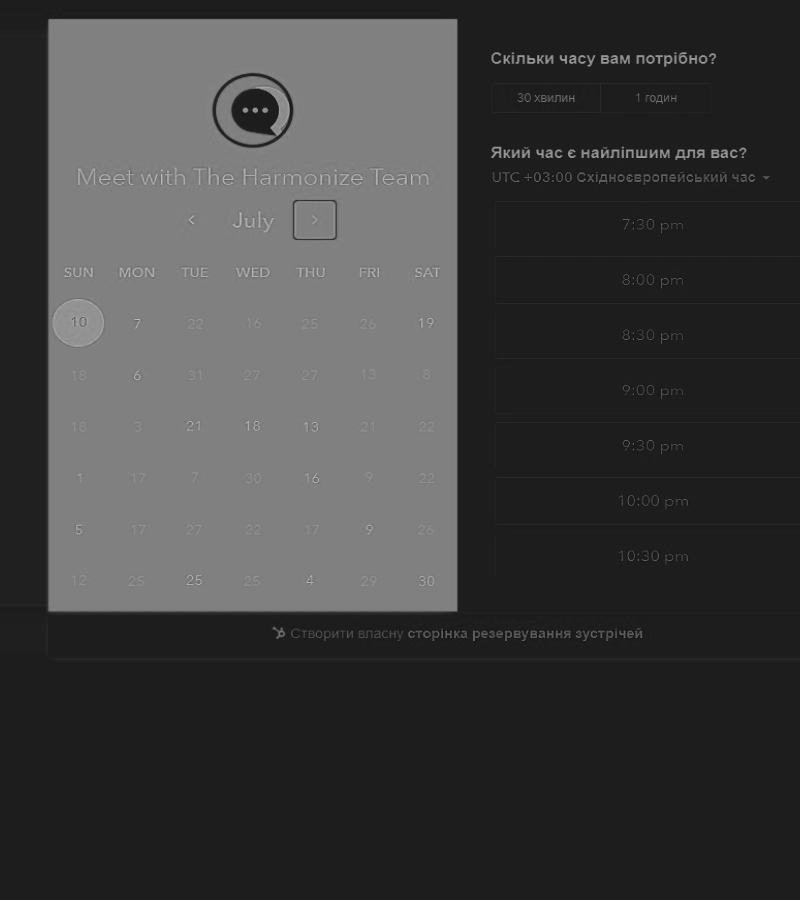 Meet with The Harmonize Team
July
SUN MON TUE WED THU FRI SAT
10 7 22 16 25 26 19
18 6 31 27 27 13 8
18 3 21 18 13 21 22
1 17 7 30 16 9 22
5 17 27 22 17 9 26
12 25 25 25 4 29 30
Скільки часу вам потрібно?
30 хвилин 1 годин
Який час є найліпшим для вас?
UTC +03:00 Східноєвропейський час
7:30 pm
8:00 pm
8:30 pm
9:00 pm
9:30 pm
10:00 pm
10:30 pm
Створити власну сторінка резервування зустрічей